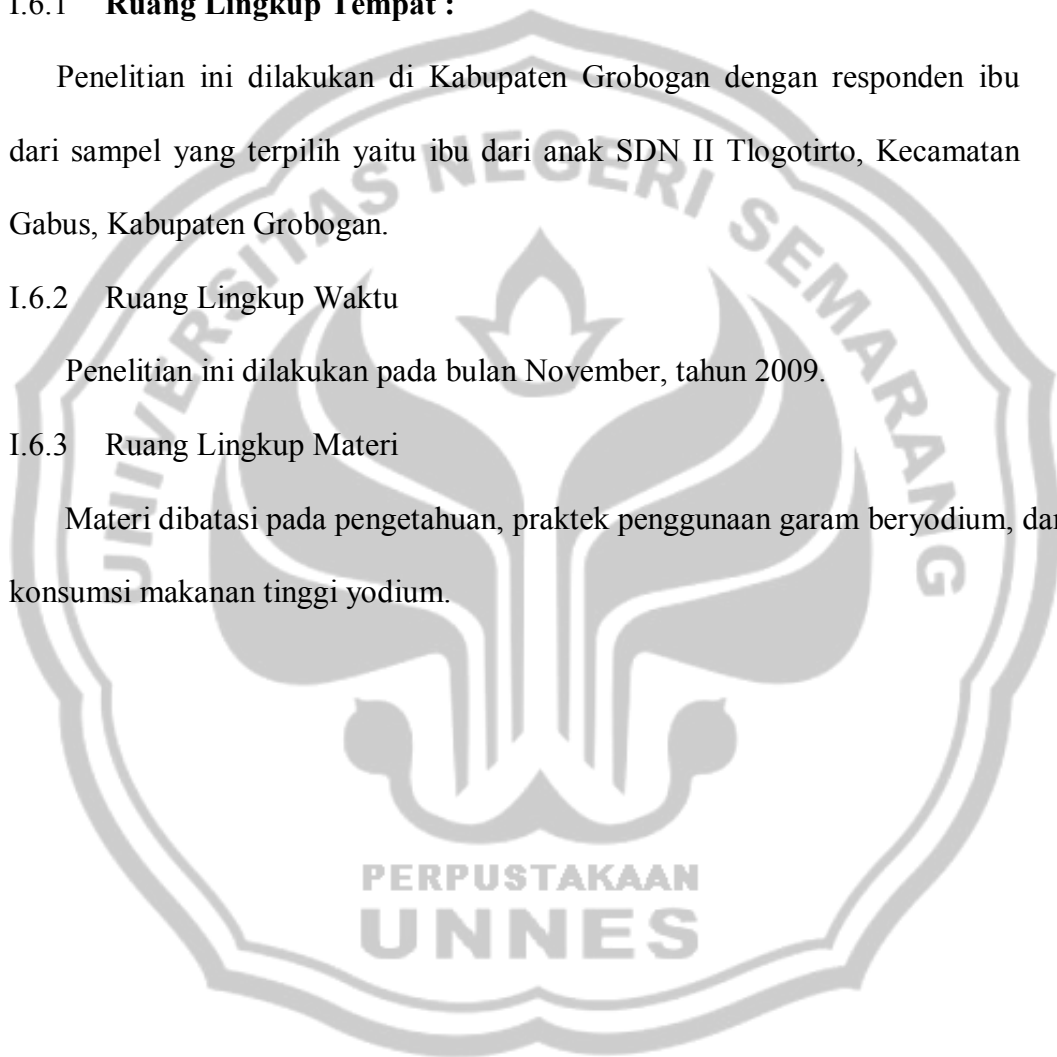 I.6.1 Ruang Lingkup Tempat :
Penelitian ini dilakukan di Kabupaten Grobogan dengan responden ibu
dari sampel yang terpilih yaitu ibu dari anak SDN II Tlogotirto, Kecamatan
Gabus, Kabupaten Grobogan.
I.6.2 Ruang Lingkup Waktu
Penelitian ini dilakukan pada bulan November, tahun 2009.
I.6.3 Ruang Lingkup Materi
Materi dibatasi pada pengetahuan, praktek penggunaan garam beryodium, dan
konsumsi makanan tinggi yodium.
UNIVERSITAS NEGERI SEMARANG
PERPUSTAKAAN
UNNES